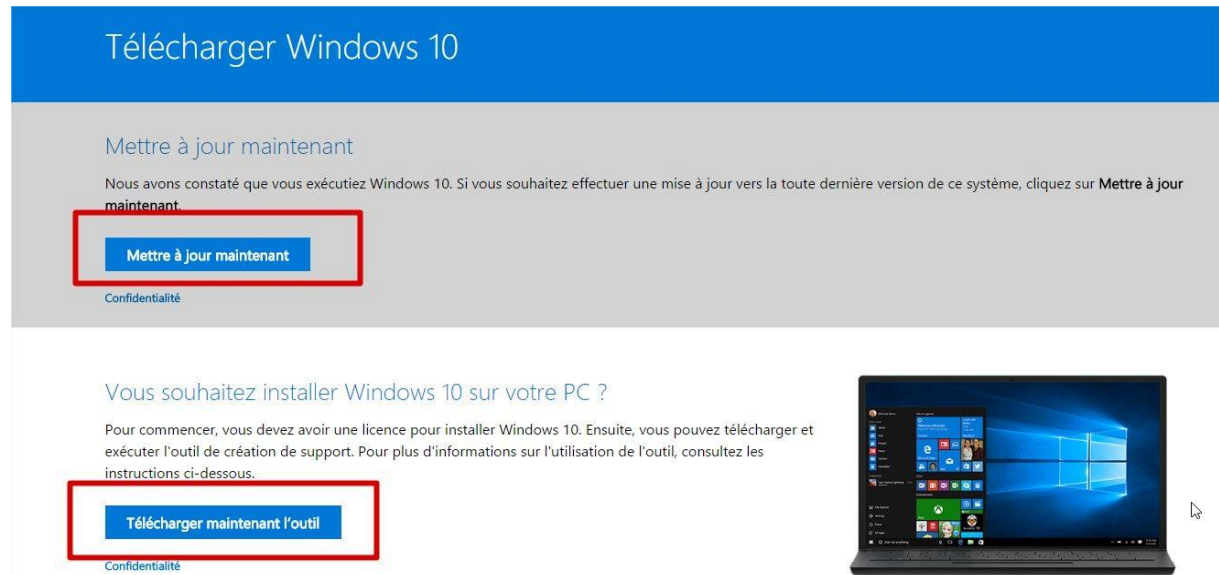 Télécharger Windows 10
Mettre à jour maintenant
Nous avons constaté que vous exécutiez Windows 10. Si vous souhaitez effectuer une mise à jour vers la toute dernière version de ce système, cliquez sur Mettre à jour
maintenant.
Mettre à jour maintenant
Confidentialité
Vous souhaitez installer Windows 10 sur votre PC ?
Pour commencer, vous devez avoir une licence pour installer Windows 10. Ensuite, vous pouvez télécharger et
exécuter l'outil de création de support. Pour plus d'informations sur l'utilisation de l'outil, consultez les
instructions ci-dessous.
Télécharger maintenant l’outil
Confidentialité